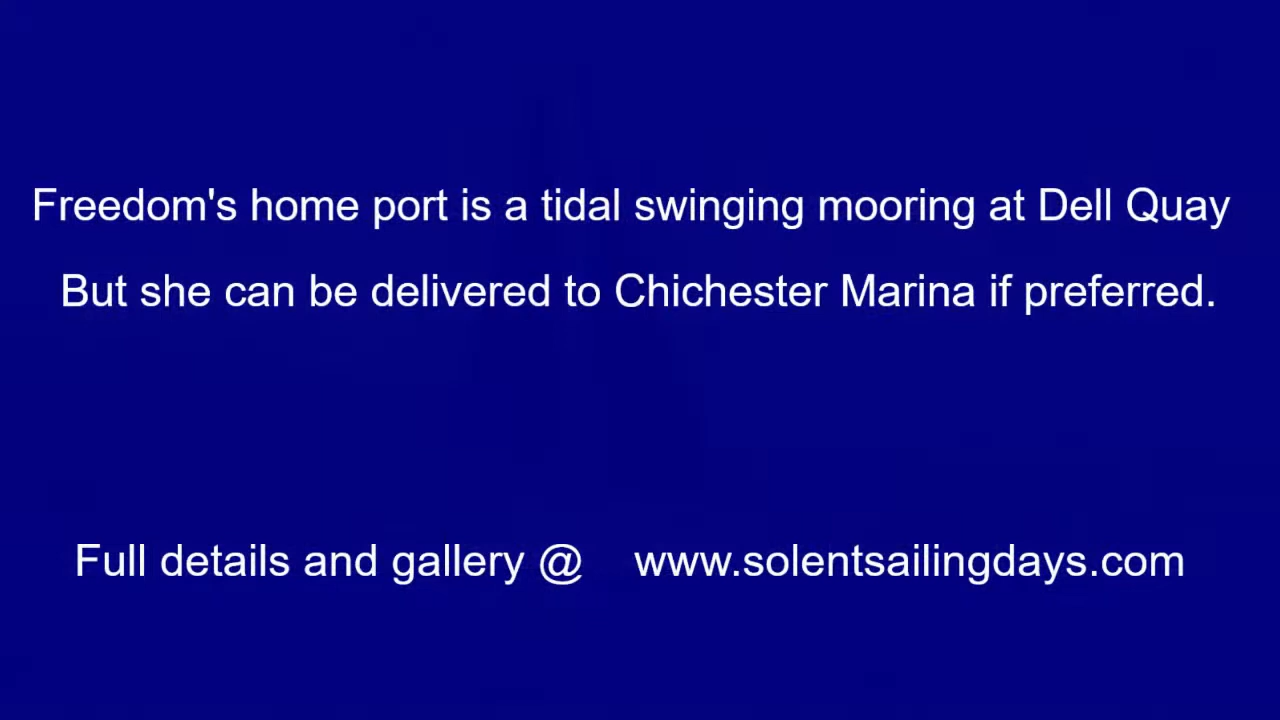 Freedom's home port is a tidal swinging mooring at Dell Quay
But she can be delivered to Chichester Marina if preferred.
Full details and gallery @ www.solentsailingdays.com